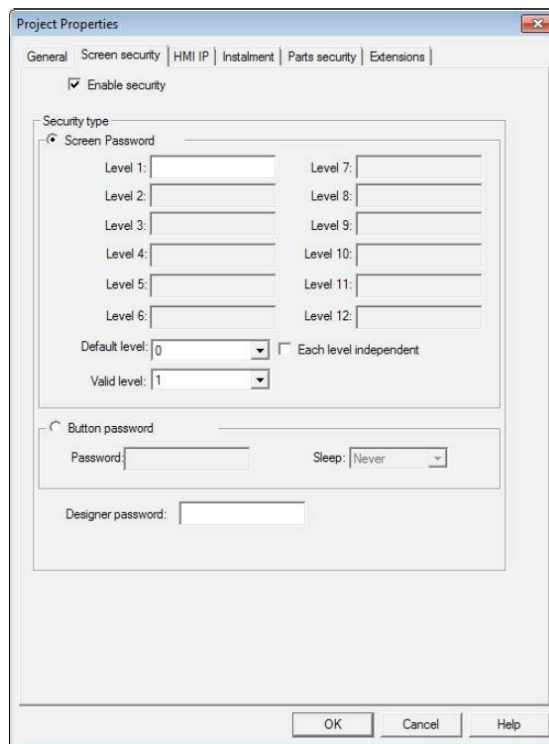 Project Properties
General Screen security HMI IP Instalment Parts security Extensions
Enable security
Security type
Screen Password
Level 1: Level 7:
Level 2: Level 8:
Level 3: Level 9:
Level 4: Level 10:
Level 5: Level 11:
Level 6: Level 12:
Default level: 0 Each level independent
Valid level: 1
Button password
Password: Sleep: Never
Designer password:
OK Cancel Help